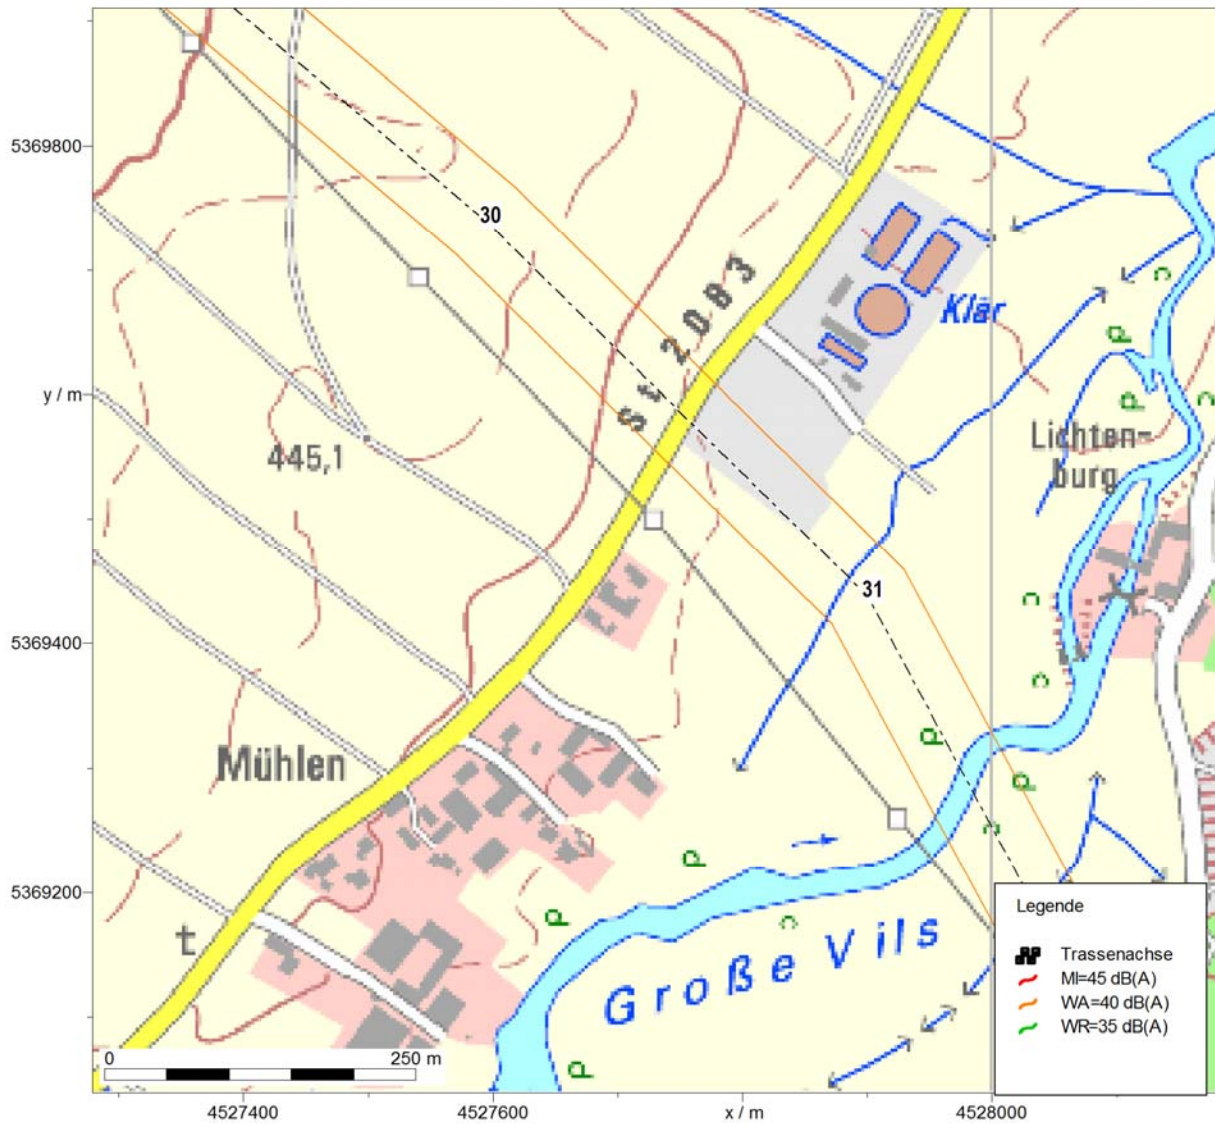 5369800
30
St 2083
Klär
y / m
445,1
Lichten-
burg
31
5369400
Mühlen
5369200
t
Große Vils
Legende
Trassenachse
MI=45 dB(A)
WA=40 dB(A)
WR=35 dB(A)
0 250 m
4527400 4527600 x / m 4528000